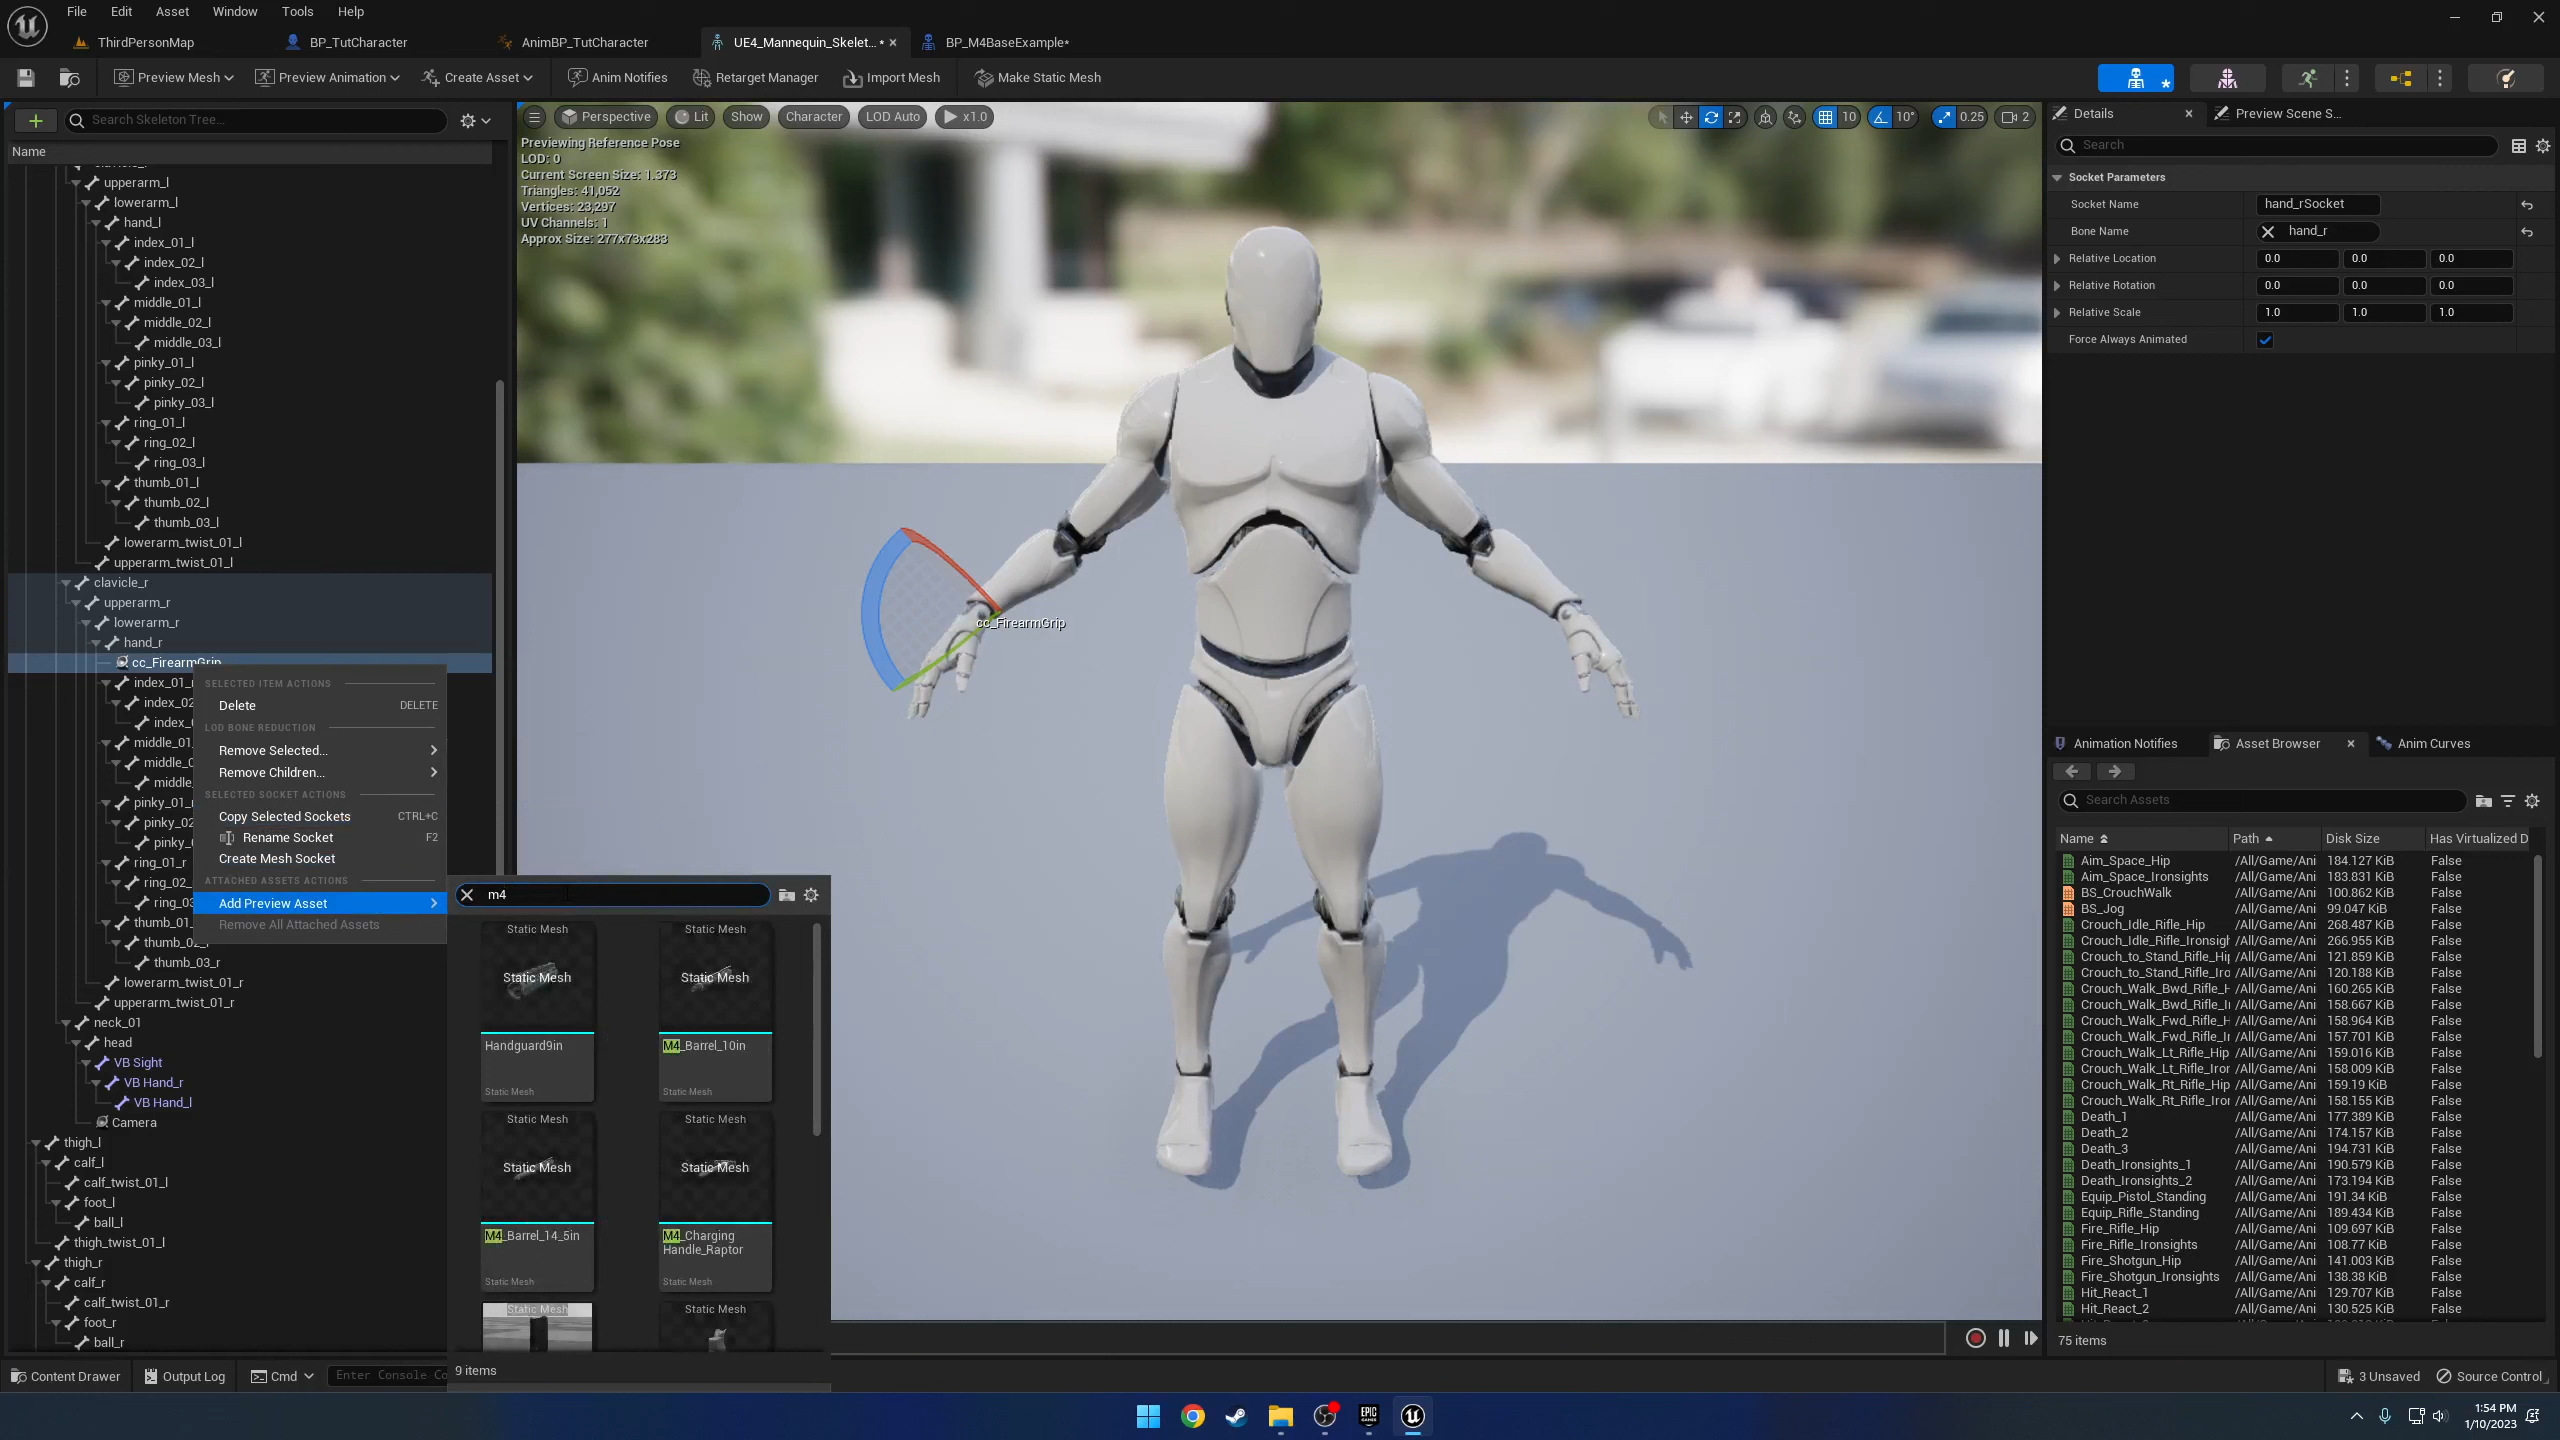 File Edit Asset Window Tools Help
ThirdPersonMap BP_TutCharacter AnimBP_TutCharacter UE4_Mannequin_Skelet...* BP_M4BaseExample*
Preview Mesh Preview Animation Create Asset Anim Notifies Retarget Manager Import Mesh Make Static Mesh
Search Skeleton Tree...
Name
upperarm_l
lowerarm_l
hand_l
index_01_l
index_02_l
index_03_l
middle_01_l
middle_02_l
middle_03_l
pinky_01_l
pinky_02_l
pinky_03_l
ring_01_l
ring_02_l
ring_03_l
thumb_01_l
thumb_02_l
thumb_03_l
lowerarm_twist_01_l
upperarm_twist_01_l
clavicle_r
upperarm_r
lowerarm_r
hand_r
cc_FirearmGrip
index_01_r
index_02
index_
middle_01
middle_0
middle_
pinky_01_r
pinky_02
pinky_
ring_01_r
ring_02_
ring_03
thumb_01_
thumb_02_r
thumb_03_r
lowerarm_twist_01_r
upperarm_twist_01_r
neck_01
head
VB Sight
VB Hand_r
VB Hand_l
Camera
thigh_l
calf_l
calf_twist_01_l
foot_l
ball_l
thigh_twist_01_l
thigh_r
calf_r
calf_twist_01_r
foot_r
ball_r
SELECTED ITEM ACTIONS
Delete DELETE
LOD BONE REDUCTION
Remove Selected...
Remove Children...
SELECTED SOCKET ACTIONS
Copy Selected Sockets CTRL+C
Rename Socket F2
Create Mesh Socket
ATTACHED ASSETS ACTIONS
Add Preview Asset
Remove All Attached Assets
m4
Static Mesh Static Mesh
Static Mesh Static Mesh
Handguard9in M4_Barrel_10in
Static Mesh Static Mesh
Static Mesh Static Mesh
Static Mesh Static Mesh
M4_Barrel_14_5in M4_Charging
Handle_Raptor
Static Mesh Static Mesh
Static Mesh Static Mesh
9 items
Perspective Lit Show Character LOD Auto x1.0
10 10° 0.25 2
Previewing Reference Pose
LOD: 0
Current Screen Size: 1.373
Triangles: 41,052
Vertices: 23,297
UV Channels: 1
Approx Size: 277x73x283
cc_FirearmGrip
Details Preview Scene S...
Search
Socket Parameters
Socket Name hand_rSocket
Bone Name hand_r
Relative Location 0.0 0.0 0.0
Relative Rotation 0.0 0.0 0.0
Relative Scale 1.0 1.0 1.0
Force Always Animated
Animation Notifies Asset Browser Anim Curves
Search Assets
Name Path Disk Size Has Virtualized D
Aim_Space_Hip /All/Game/Ani 184.127 KiB False
Aim_Space_Ironsights /All/Game/Ani 183.831 KiB False
BS_CrouchWalk /All/Game/Ani 100.862 KiB False
BS_Jog /All/Game/Ani 99.047 KiB False
Crouch_Idle_Rifle_Hip /All/Game/Ani 268.487 KiB False
Crouch_Idle_Rifle_Ironsigh /All/Game/Ani 266.955 KiB False
Crouch_to_Stand_Rifle_Hip /All/Game/Ani 121.859 KiB False
Crouch_to_Stand_Rifle_Iro /All/Game/Ani 120.188 KiB False
Crouch_Walk_Bwd_Rifle_H /All/Game/Ani 160.265 KiB False
Crouch_Walk_Bwd_Rifle_Ir /All/Game/Ani 158.667 KiB False
Crouch_Walk_Fwd_Rifle_H /All/Game/Ani 158.964 KiB False
Crouch_Walk_Fwd_Rifle_Ir /All/Game/Ani 157.701 KiB False
Crouch_Walk_Lt_Rifle_Hip /All/Game/Ani 159.016 KiB False
Crouch_Walk_Lt_Rifle_Iror /All/Game/Ani 158.009 KiB False
Crouch_Walk_Rt_Rifle_Hip /All/Game/Ani 159.19 KiB False
Crouch_Walk_Rt_Rifle_Iror /All/Game/Ani 158.155 KiB False
Death_1 /All/Game/Ani 177.389 KiB False
Death_2 /All/Game/Ani 174.157 KiB False
Death_3 /All/Game/Ani 194.731 KiB False
Death_Ironsights_1 /All/Game/Ani 190.579 KiB False
Death_Ironsights_2 /All/Game/Ani 173.194 KiB False
Equip_Pistol_Standing /All/Game/Ani 191.34 KiB False
Equip_Rifle_Standing /All/Game/Ani 189.434 KiB False
Fire_Rifle_Hip /All/Game/Ani 109.697 KiB False
Fire_Rifle_Ironsights /All/Game/Ani 108.77 KiB False
Fire_Shotgun_Hip /All/Game/Ani 141.003 KiB False
Fire_Shotgun_Ironsights /All/Game/Ani 138.38 KiB False
Hit_React_1 /All/Game/Ani 129.707 KiB False
Hit_React_2 /All/Game/Ani 130.525 KiB False
75 items
Content Drawer Output Log Cmd Enter Console Co
3 Unsaved Source Control
EPIC GAMES
1:54 PM
1/10/2023